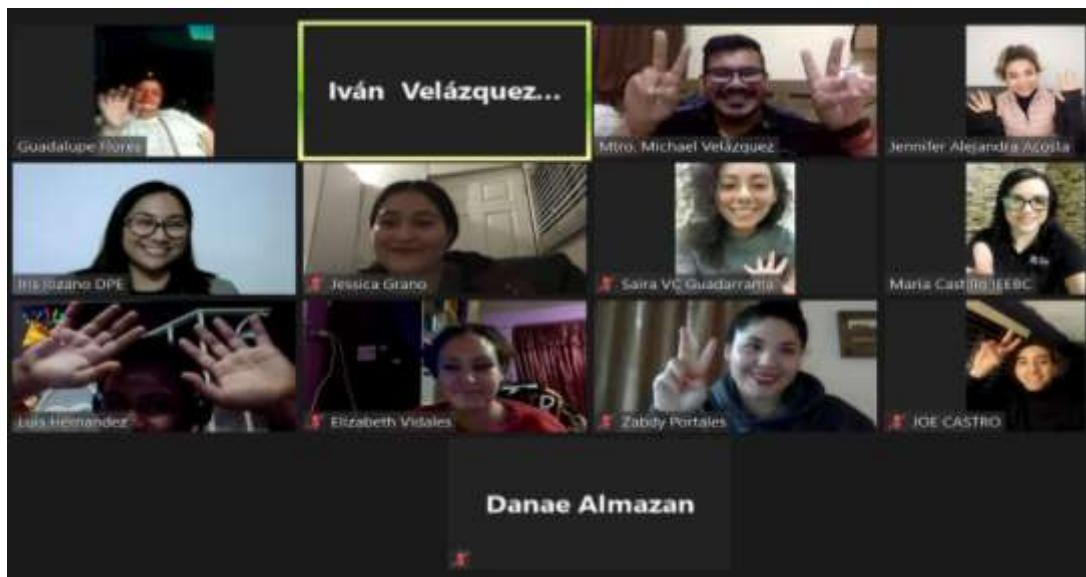 Guadalupe Flores
Iván Velázquez...
Mtro. Michael Velázquez
Jennifer Alejandra Acosta
Iris lozano DPE
Jessica Grano
Saira VC Guadarrama
Maria Castillo IEEBC
Luis Hernandez
Elizabeth Vidales
Zabdy Portales
JOE CASTRO
Danae Almazan